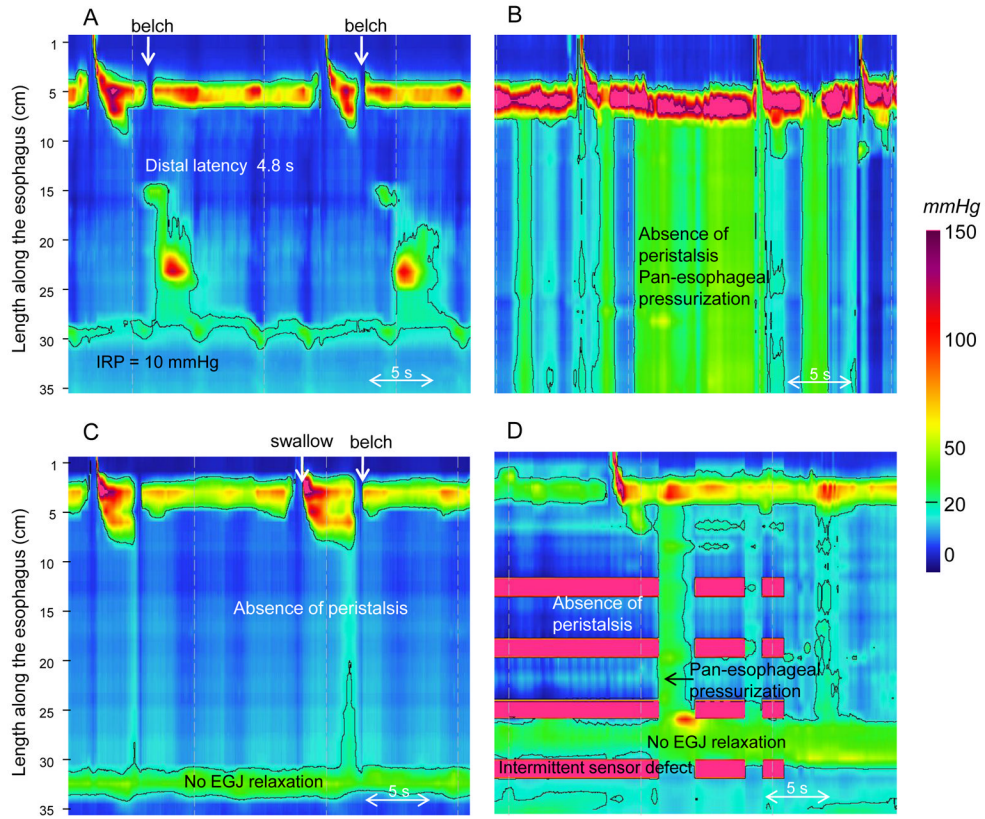 A
belch
belch
Length along the esophagus (cm)
1
5
10
15
20
25
30
35
Distal latency 4.8 s
IRP = 10 mmHg
5 s
B
Absence of
peristalsis
Pan-esophageal
pressurization
5 s
mmHg
150
100
50
20
0
C
swallow
belch
Length along the esophagus (cm)
1
5
10
15
20
25
30
35
Absence of peristalsis
No EGJ relaxation
5 s
D
Absence of
peristalsis
Pan-esophageal
pressurization
No EGJ relaxation
Intermittent sensor defect
5 s